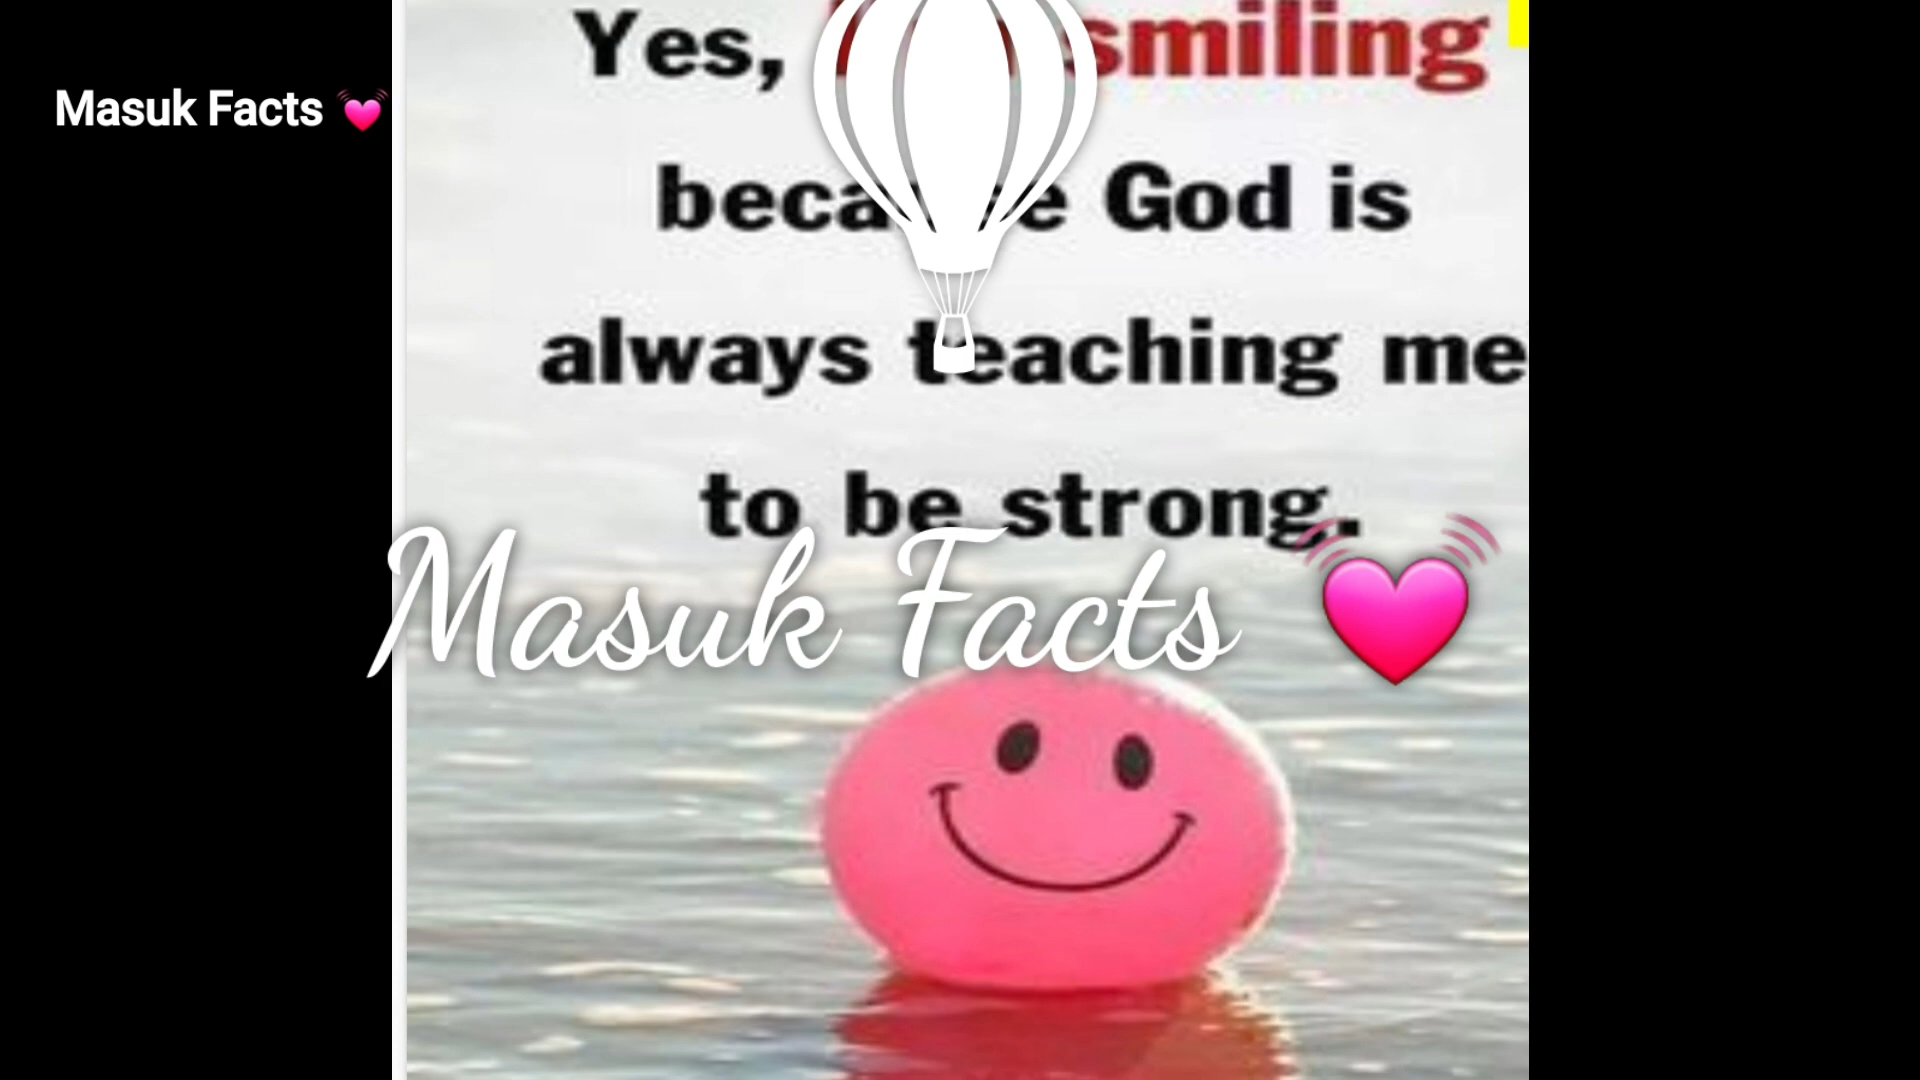 Yes, smiling
Masuk Facts 💓
God is
always teaching me
to be strong.
Masuk Facts 💓